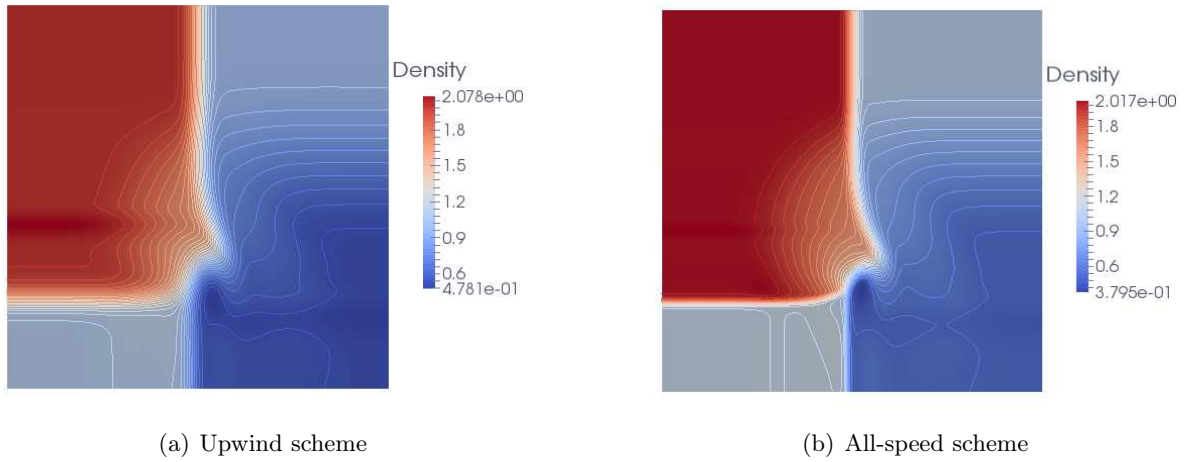 Density
2.078e+00
1.8
1.5
1.2
0.9
0.6
4.781e-01
Density
2.017e+00
1.8
1.5
1.2
0.9
0.6
3.795e-01
(a) Upwind scheme
(b) All-speed scheme